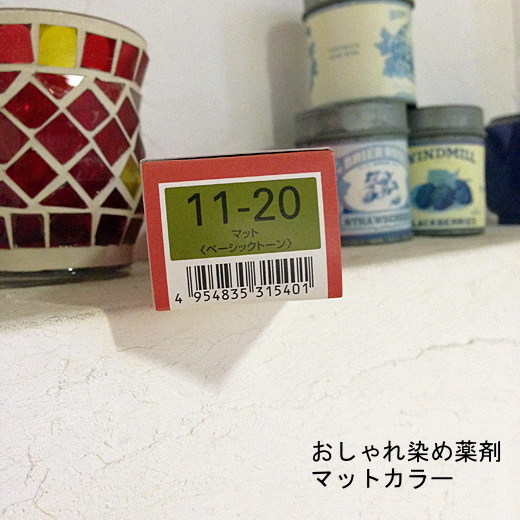 11-20
マット
〈ベーシックトーン〉
4 954835 315401
WINDMILL
おしゃれ染め薬剤
マットカラー